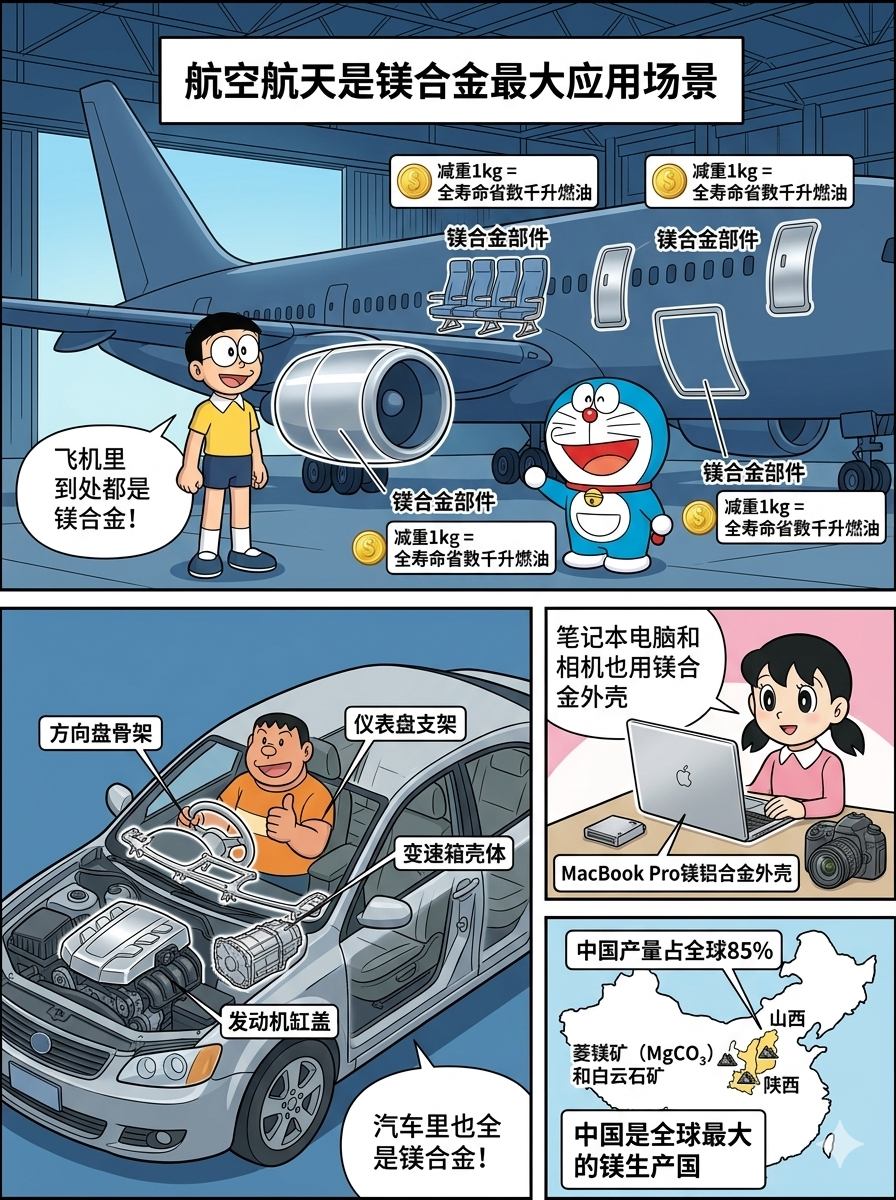 航空航天是镁合金最大应用场景
减重1kg =
全寿命省数千升燃油
减重1kg =
全寿命省数千升燃油
镁合金部件
镁合金部件
飞机里
到处都是
镁合金！
镁合金部件
减重1kg =
全寿命省数千升燃油
镁合金部件
减重1kg =
全寿命省数千升燃油
方向盘骨架
仪表盘支架
变速箱壳体
发动机缸盖
汽车里也全
是镁合金！
笔记本电脑和
相机也用镁合
金外壳
MacBook Pro镁铝合金外壳
中国产量占全球85%
山西
菱镁矿（MgCO₃）
和白云石矿
陕西
中国是全球最大
的镁生产国